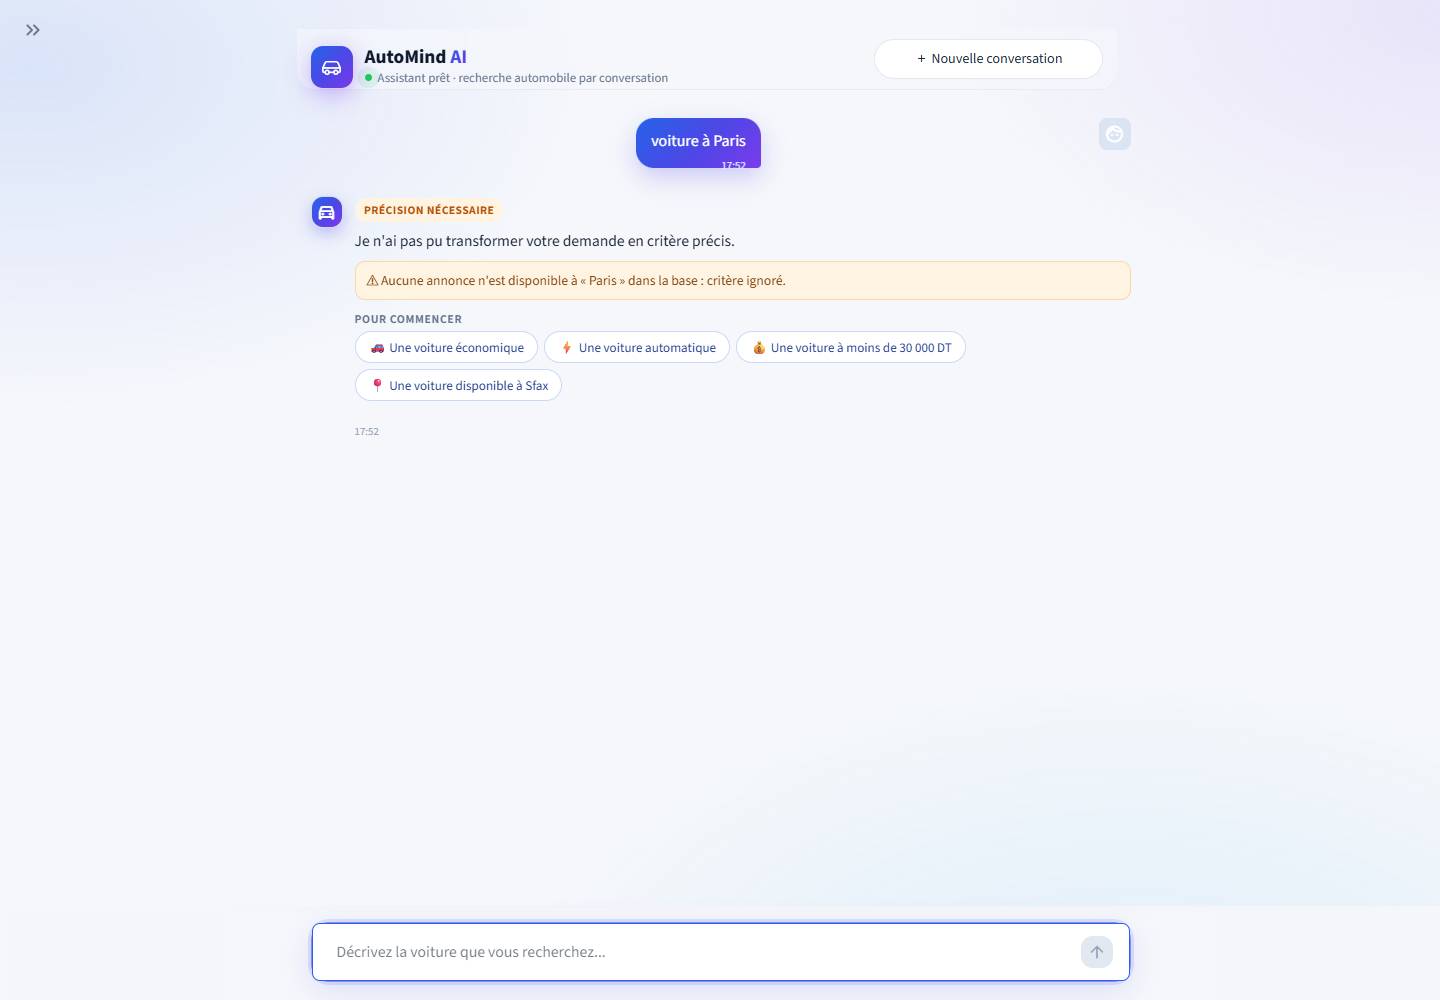 AutoMind AI
Assistant prêt · recherche automobile par conversation
+ Nouvelle conversation
voiture à Paris
17:52
PRÉCISION NÉCESSAIRE
Je n'ai pas pu transformer votre demande en critère précis.
⚠ Aucune annonce n'est disponible à « Paris » dans la base : critère ignoré.
POUR COMMENCER
🚗 Une voiture économique
⚡ Une voiture automatique
💰 Une voiture à moins de 30 000 DT
📍 Une voiture disponible à Sfax
17:52
Décrivez la voiture que vous recherchez...